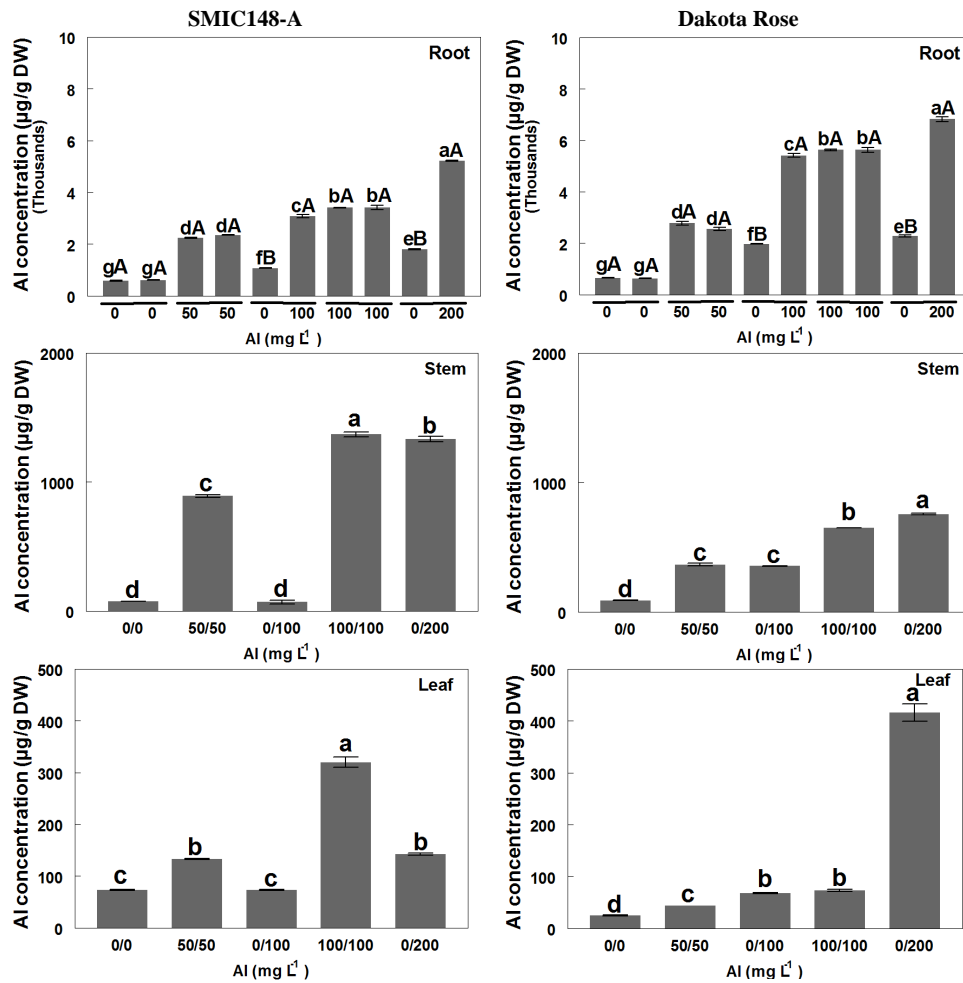 SMIC148-A
Dakota Rose
Root
Al concentration (µg/g DW)
(Thousands)
10
8
6
4
2
0
gA gA dA dA fB cA bA bA eB aA
0 0 50 50 0 100 100 100 0 200
Al (mg L-1)
Root
Al concentration (µg/g DW)
(Thousands)
10
8
6
4
2
0
gA gA dA dA fB cA bA bA eB aA
0 0 50 50 0 100 100 100 0 200
Al (mg L-1)
Stem
Al concentration (µg/g DW)
2000
1000
0
d c d a b
0/0 50/50 0/100 100/100 0/200
Al (mg L-1)
Stem
Al concentration (µg/g DW)
2000
1000
0
d c c b a
0/0 50/50 0/100 100/100 0/200
Al (mg L-1)
Leaf
Al concentration (µg/g DW)
500
400
300
200
100
0
c b c a b
0/0 50/50 0/100 100/100 0/200
Al (mg L-1)
Leaf
Al concentration (µg/g DW)
500
400
300
200
100
0
d c b b a
0/0 50/50 0/100 100/100 0/200
Al (mg L-1)